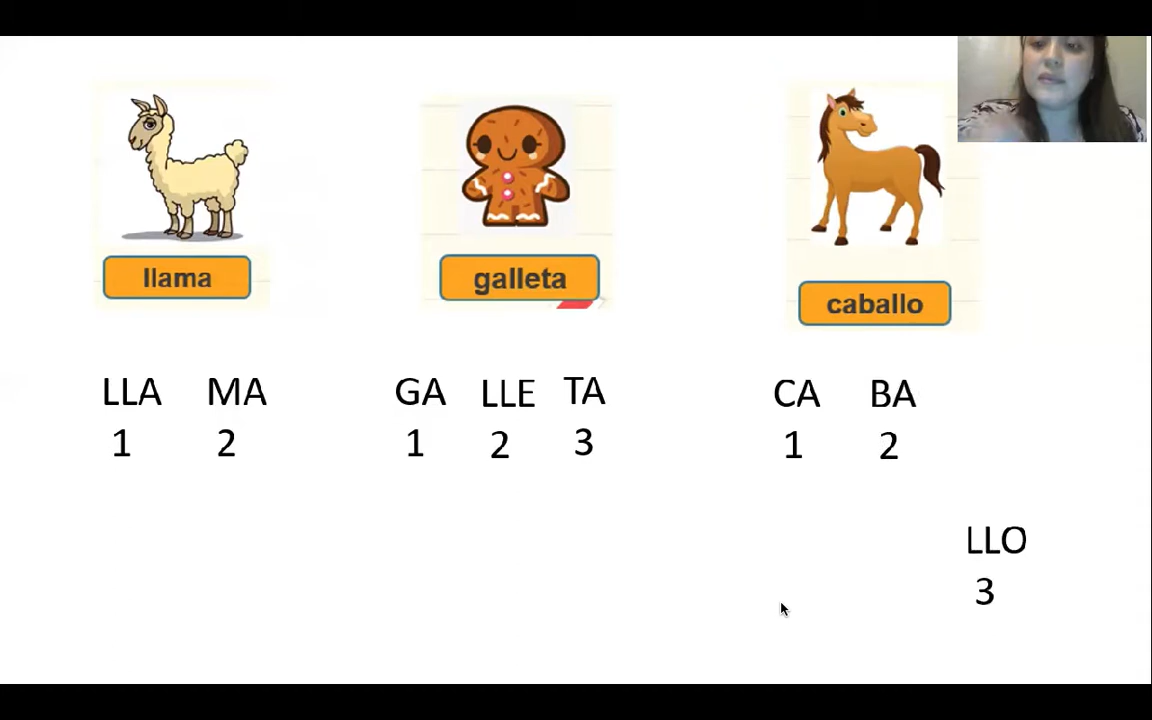 llama
galleta
caballo
LLA MA
1 2
GA LLE TA
1 2 3
CA BA
1 2
LLO
3